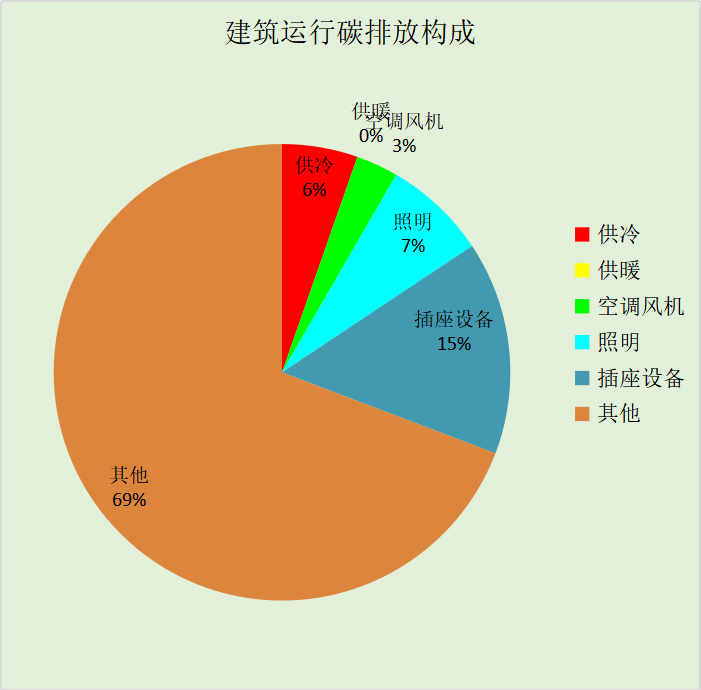 建筑运行碳排放构成
供暖
0%
空调风机
3%
供冷
6%
照明
7%
插座设备
15%
其他
69%
供冷
供暖
空调风机
照明
插座设备
其他